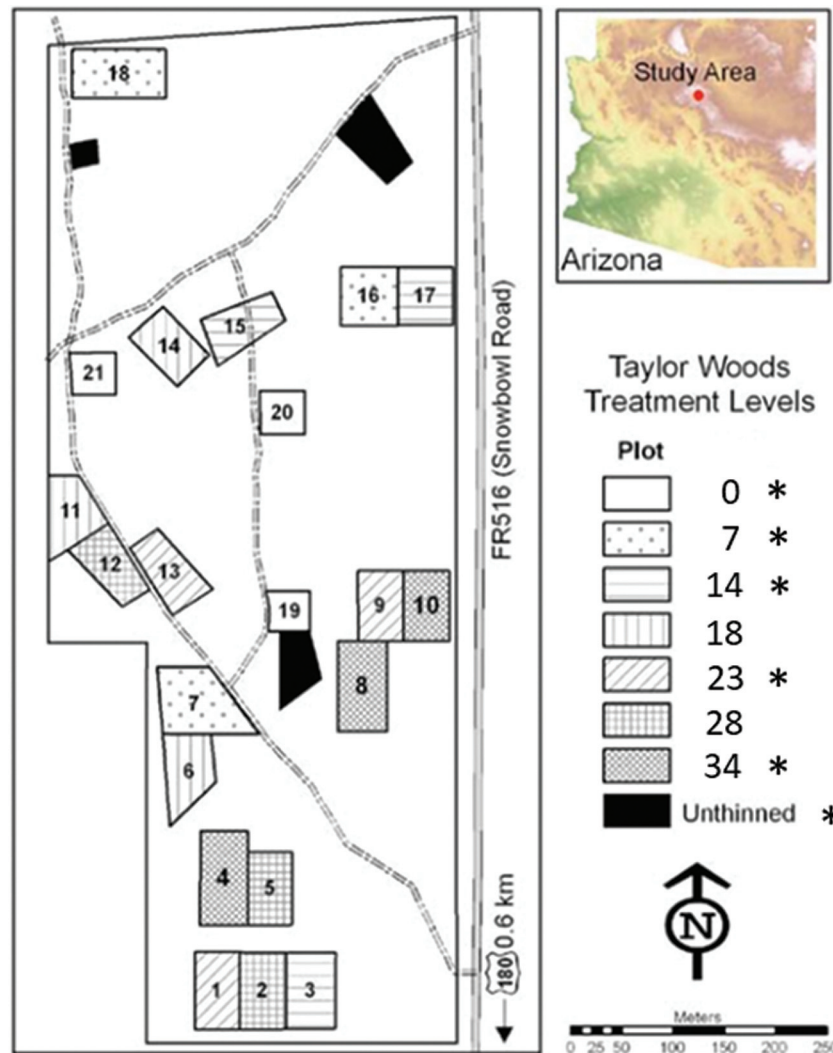 18
16
17
15
14
21
20
11
12
13
19
9
10
8
7
6
4
5
1
2
3
FR516 (Snowbowl Road)
180 0.6 km
Study Area
Arizona
Taylor Woods
Treatment Levels
Plot
0 *
7 *
14 *
18
23 *
28
34 *
Unthinned *
N
Meters
0 25 50 100 150 200 250